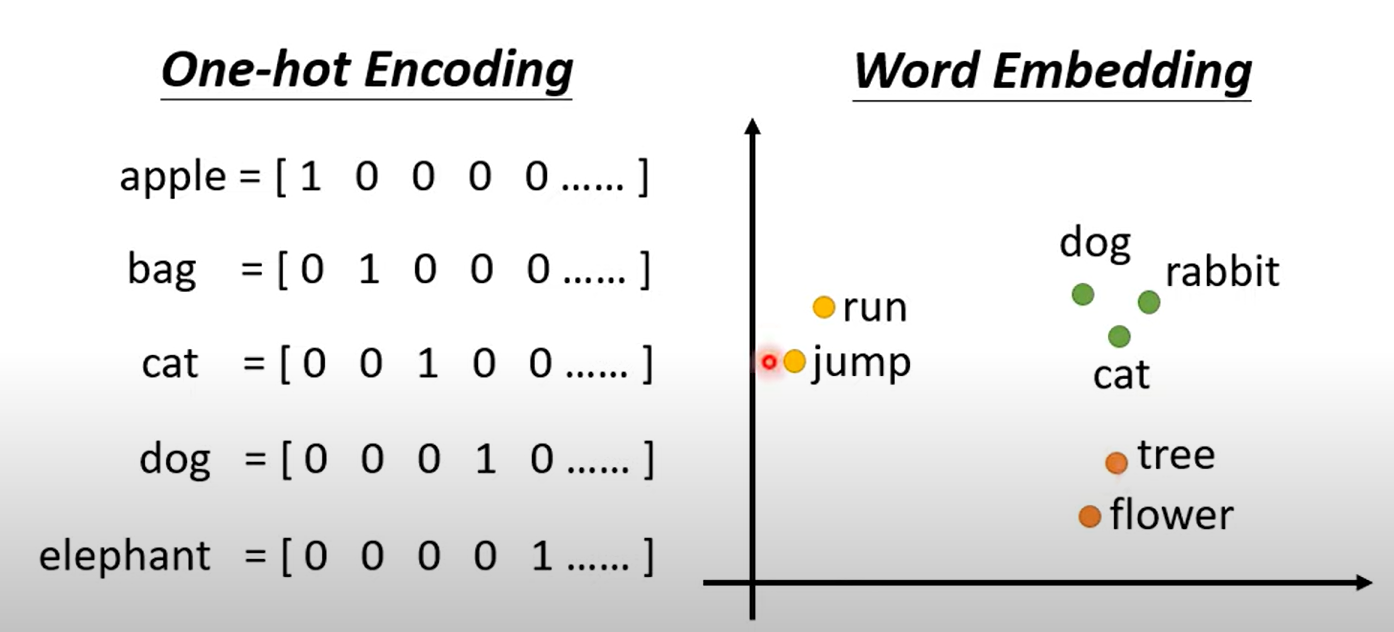 One-hot Encoding
apple = [ 1 0 0 0 0 …… ]
bag = [ 0 1 0 0 0 …… ]
cat = [ 0 0 1 0 0 …… ]
dog = [ 0 0 0 1 0 …… ]
elephant = [ 0 0 0 0 1 …… ]
Word Embedding
dog
rabbit
run
jump
cat
tree
flower